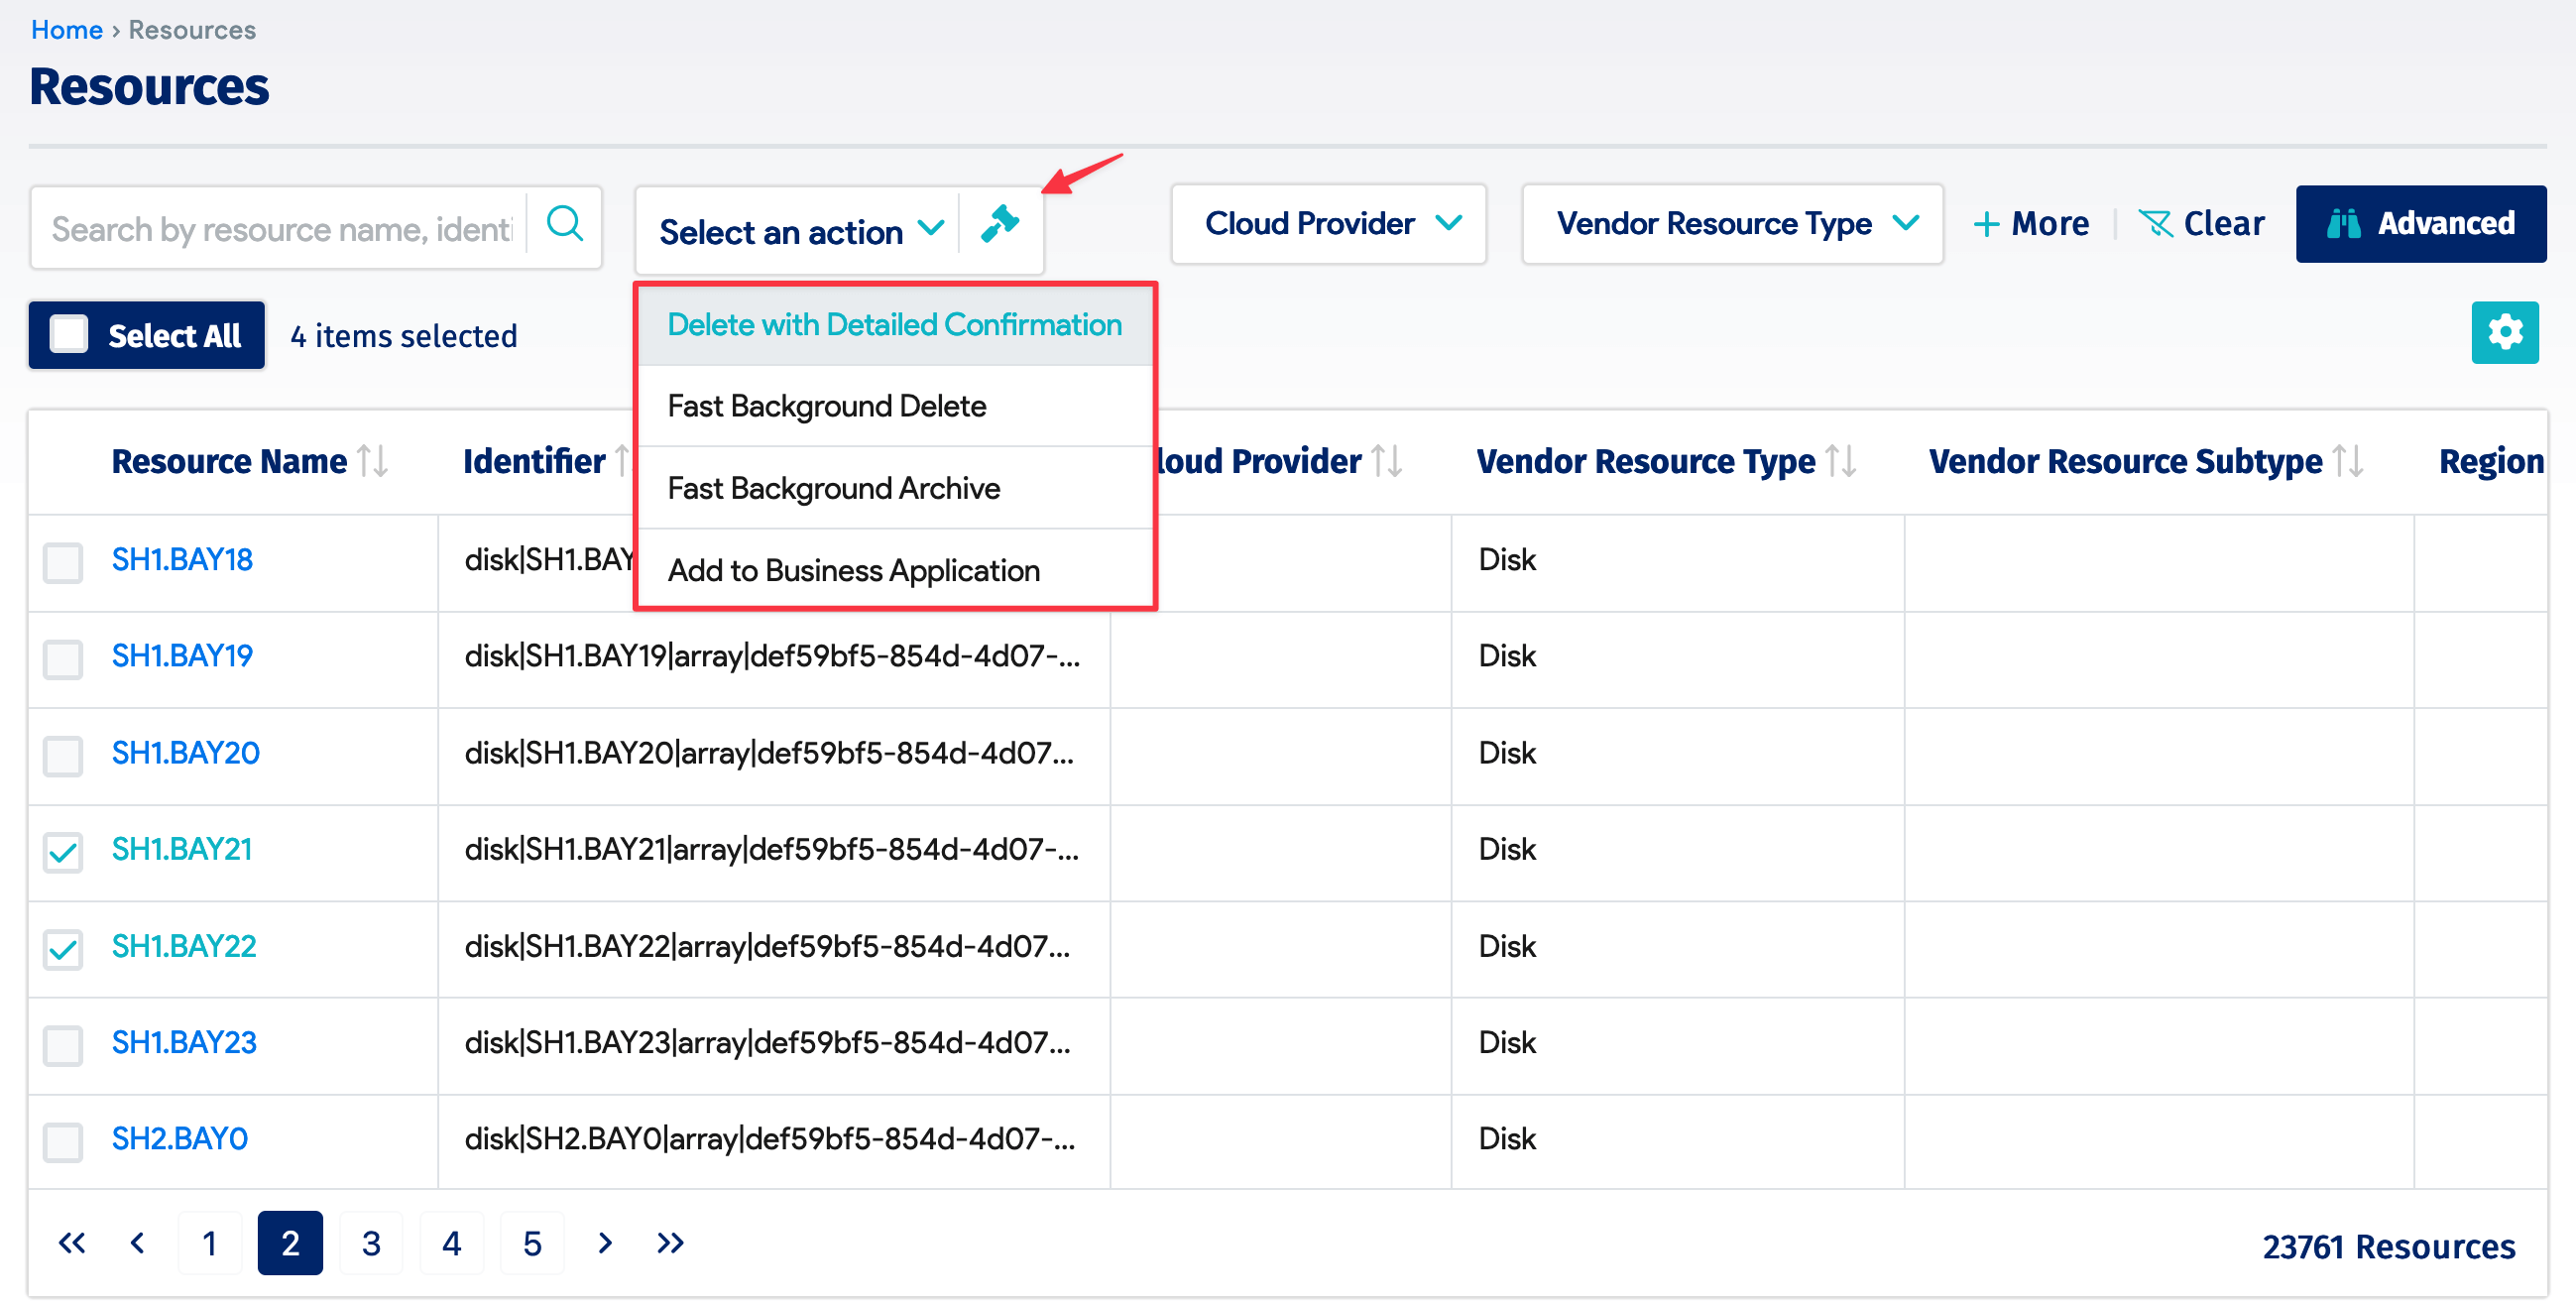 Home › Resources
Resources
Search by resource name, identi
Select an action
Cloud Provider
Vendor Resource Type
+ More
Clear
Advanced
Select All
4 items selected
Delete with Detailed Confirmation
Fast Background Delete
Fast Background Archive
Add to Business Application
Resource Name Identifier loud Provider Vendor Resource Type Vendor Resource Subtype Region
SH1.BAY18 disk|SH1.BAY Disk
SH1.BAY19 disk|SH1.BAY19|array|def59bf5-854d-4d07-... Disk
SH1.BAY20 disk|SH1.BAY20|array|def59bf5-854d-4d07... Disk
SH1.BAY21 disk|SH1.BAY21|array|def59bf5-854d-4d07-... Disk
SH1.BAY22 disk|SH1.BAY22|array|def59bf5-854d-4d07... Disk
SH1.BAY23 disk|SH1.BAY23|array|def59bf5-854d-4d07... Disk
SH2.BAY0 disk|SH2.BAY0|array|def59bf5-854d-4d07-... Disk
« ‹ 1 2 3 4 5 › »
23761 Resources